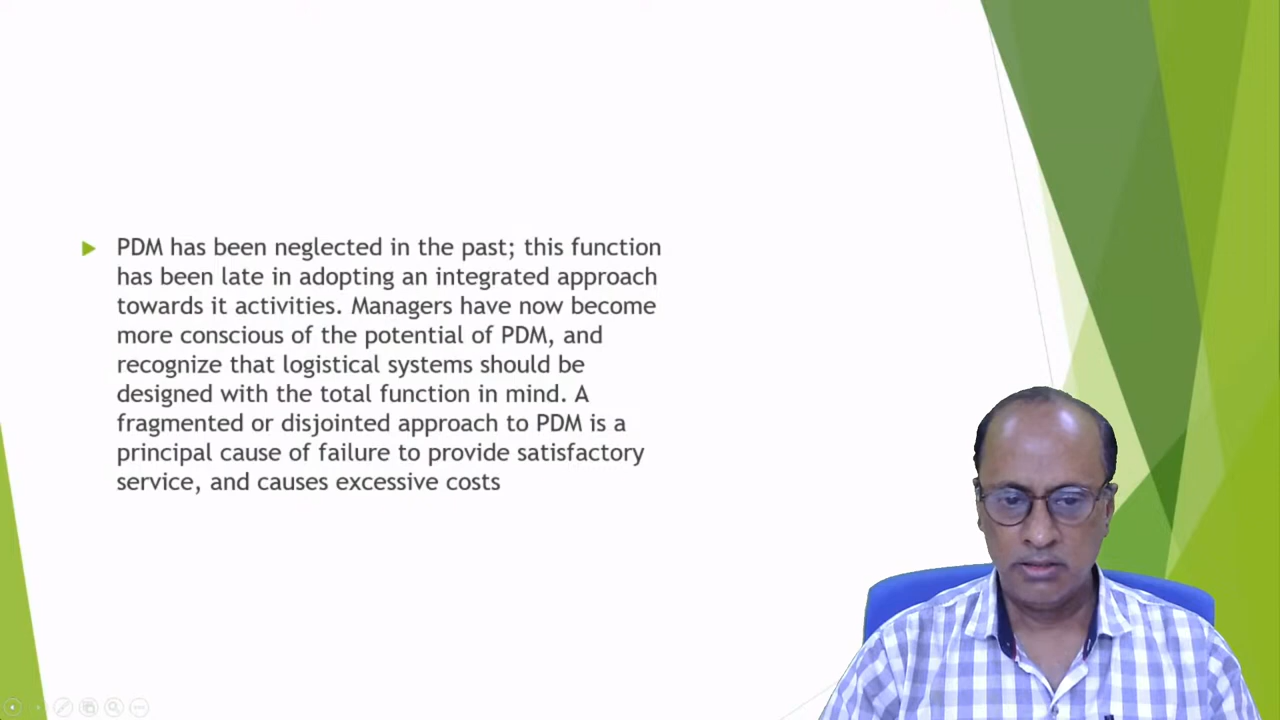 PDM has been neglected in the past; this function
has been late in adopting an integrated approach
towards it activities. Managers have now become
more conscious of the potential of PDM, and
recognize that logistical systems should be
designed with the total function in mind. A
fragmented or disjointed approach to PDM is a
principal cause of failure to provide satisfactory
service, and causes excessive costs